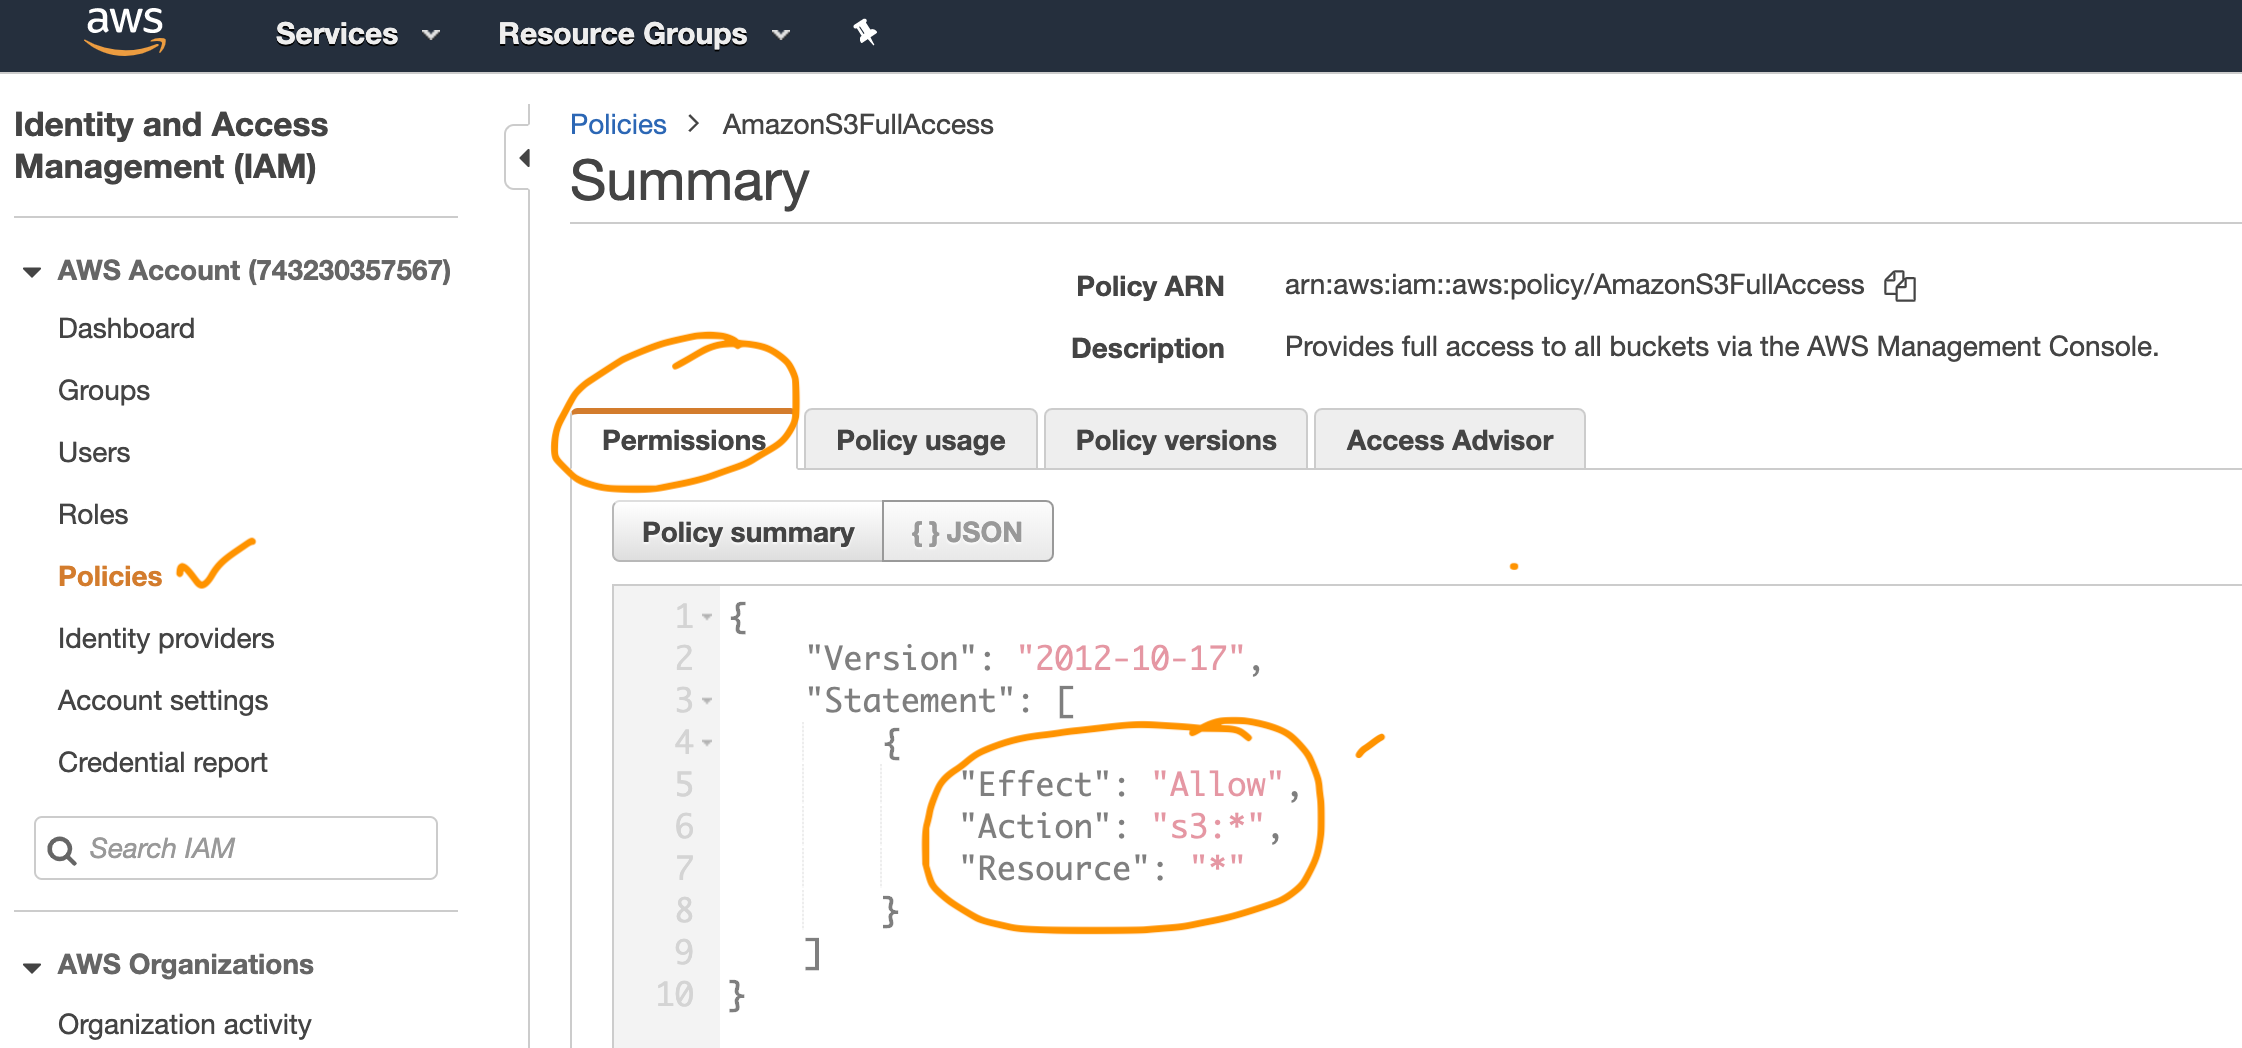 aws
Services
Resource Groups
Identity and Access
Management (IAM)
AWS Account (743230357567)
Dashboard
Groups
Users
Roles
Policies
Identity providers
Account settings
Credential report
Search IAM
AWS Organizations
Organization activity
Policies > AmazonS3FullAccess
Summary
Policy ARN arn:aws:iam::aws:policy/AmazonS3FullAccess
Description Provides full access to all buckets via the AWS Management Console.
Permissions
Policy usage
Policy versions
Access Advisor
Policy summary
{ } JSON
1 {
2     "Version": "2012-10-17",
3     "Statement": [
4         {
5             "Effect": "Allow",
6             "Action": "s3:*",
7             "Resource": "*"
8         }
9     ]
10 }